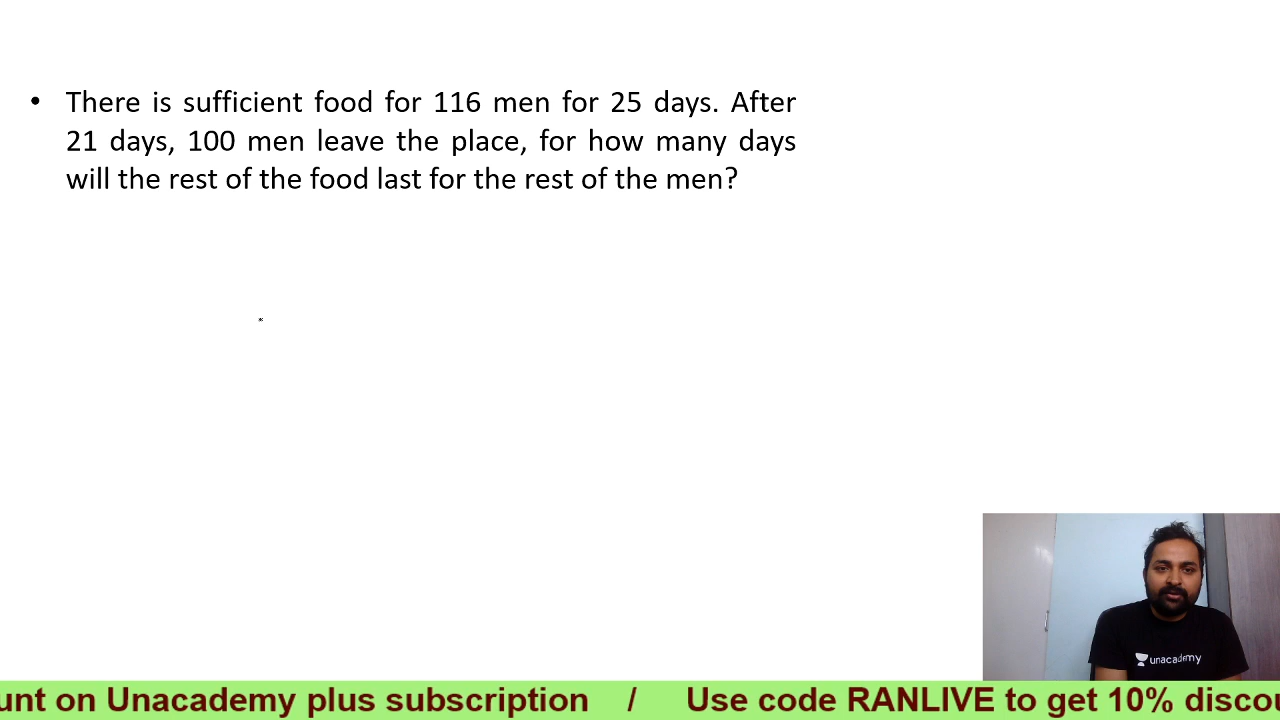 • There is sufficient food for 116 men for 25 days. After
21 days, 100 men leave the place, for how many days
will the rest of the food last for the rest of the men?
unacademy
unt on Unacademy plus subscription / Use code RANLIVE to get 10% discou